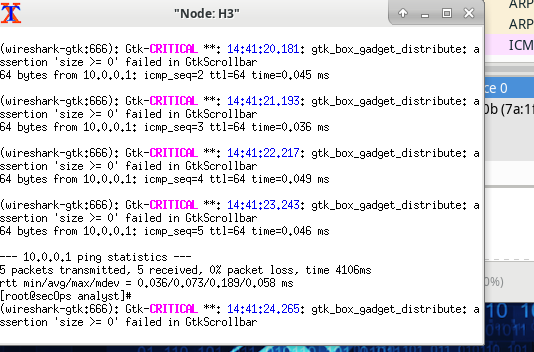 "Node: H3"
(wireshark-gtk:666): Gtk-CRITICAL **: 14:41:20.181: gtk_box_gadget_distribute: a
ssertion 'size >= 0' failed in GtkScrollbar
64 bytes from 10.0.0.1: icmp_seq=2 ttl=64 time=0.045 ms
(wireshark-gtk:666): Gtk-CRITICAL **: 14:41:21.193: gtk_box_gadget_distribute: a
ssertion 'size >= 0' failed in GtkScrollbar
64 bytes from 10.0.0.1: icmp_seq=3 ttl=64 time=0.036 ms
(wireshark-gtk:666): Gtk-CRITICAL **: 14:41:22.217: gtk_box_gadget_distribute: a
ssertion 'size >= 0' failed in GtkScrollbar
64 bytes from 10.0.0.1: icmp_seq=4 ttl=64 time=0.049 ms
(wireshark-gtk:666): Gtk-CRITICAL **: 14:41:23.243: gtk_box_gadget_distribute: a
ssertion 'size >= 0' failed in GtkScrollbar
64 bytes from 10.0.0.1: icmp_seq=5 ttl=64 time=0.046 ms
--- 10.0.0.1 ping statistics ---
5 packets transmitted, 5 received, 0% packet loss, time 4106ms
rtt min/avg/max/mdev = 0.036/0.073/0.189/0.058 ms
[root@secOps analyst]#
(wireshark-gtk:666): Gtk-CRITICAL **: 14:41:24.265: gtk_box_gadget_distribute: a
ssertion 'size >= 0' failed in GtkScrollbar
ARP
ARP
ICM
ce 0
0b (7a:1f
0%)